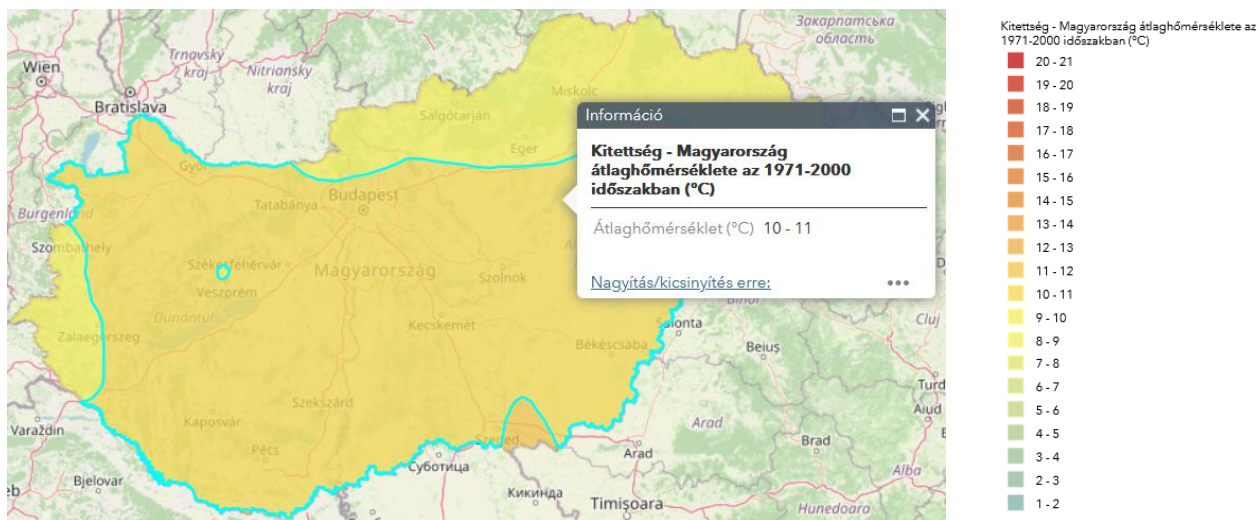 Закарпатська
область
Trnavský
kraj
Nitriansky
kraj
Wien
Bratislava
Miskolc
Salgótarján
Eger
Győr
Budapest
Tatabánya
Burgenland
Szombathely
Székesfehérvár
Magyarország
Veszprém
Szolnok
Dunántúl
Zalaegerszeg
Kecskemét
Békéscsaba
Szekszárd
Kaposvár
Szeged
Pécs
Varaždin
Bjelovar
Суботица
Кикинда
Timișoara
Arad
Arad
Salonta
Beiuș
Bihor
Cluj
Turd
Aiud
Brad
Alba
Hunedoara
Információ
Kitettség - Magyarország
átlaghőmérséklete az 1971-2000
időszakban (°C)
Átlaghőmérséklet (°C) 10 - 11
Nagyítás/kicsinyítés erre:
Kitettség - Magyarország átlaghőmérséklete az
1971-2000 időszakban (°C)
20 - 21
19 - 20
18 - 19
17 - 18
16 - 17
15 - 16
14 - 15
13 - 14
12 - 13
11 - 12
10 - 11
9 - 10
8 - 9
7 - 8
6 - 7
5 - 6
4 - 5
3 - 4
2 - 3
1 - 2